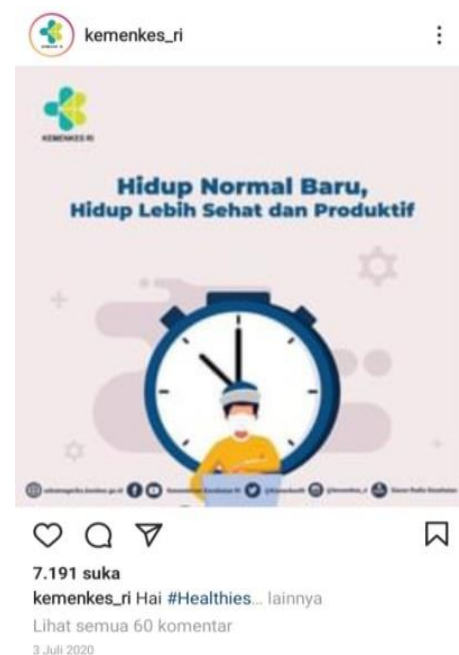 kemenkes_ri
KEMENKES RI
Hidup Normal Baru,
Hidup Lebih Sehat dan Produktif
7.191 suka
kemenkes_ri Hai #Healthies... lainnya
Lihat semua 60 komentar
3 Juli 2020